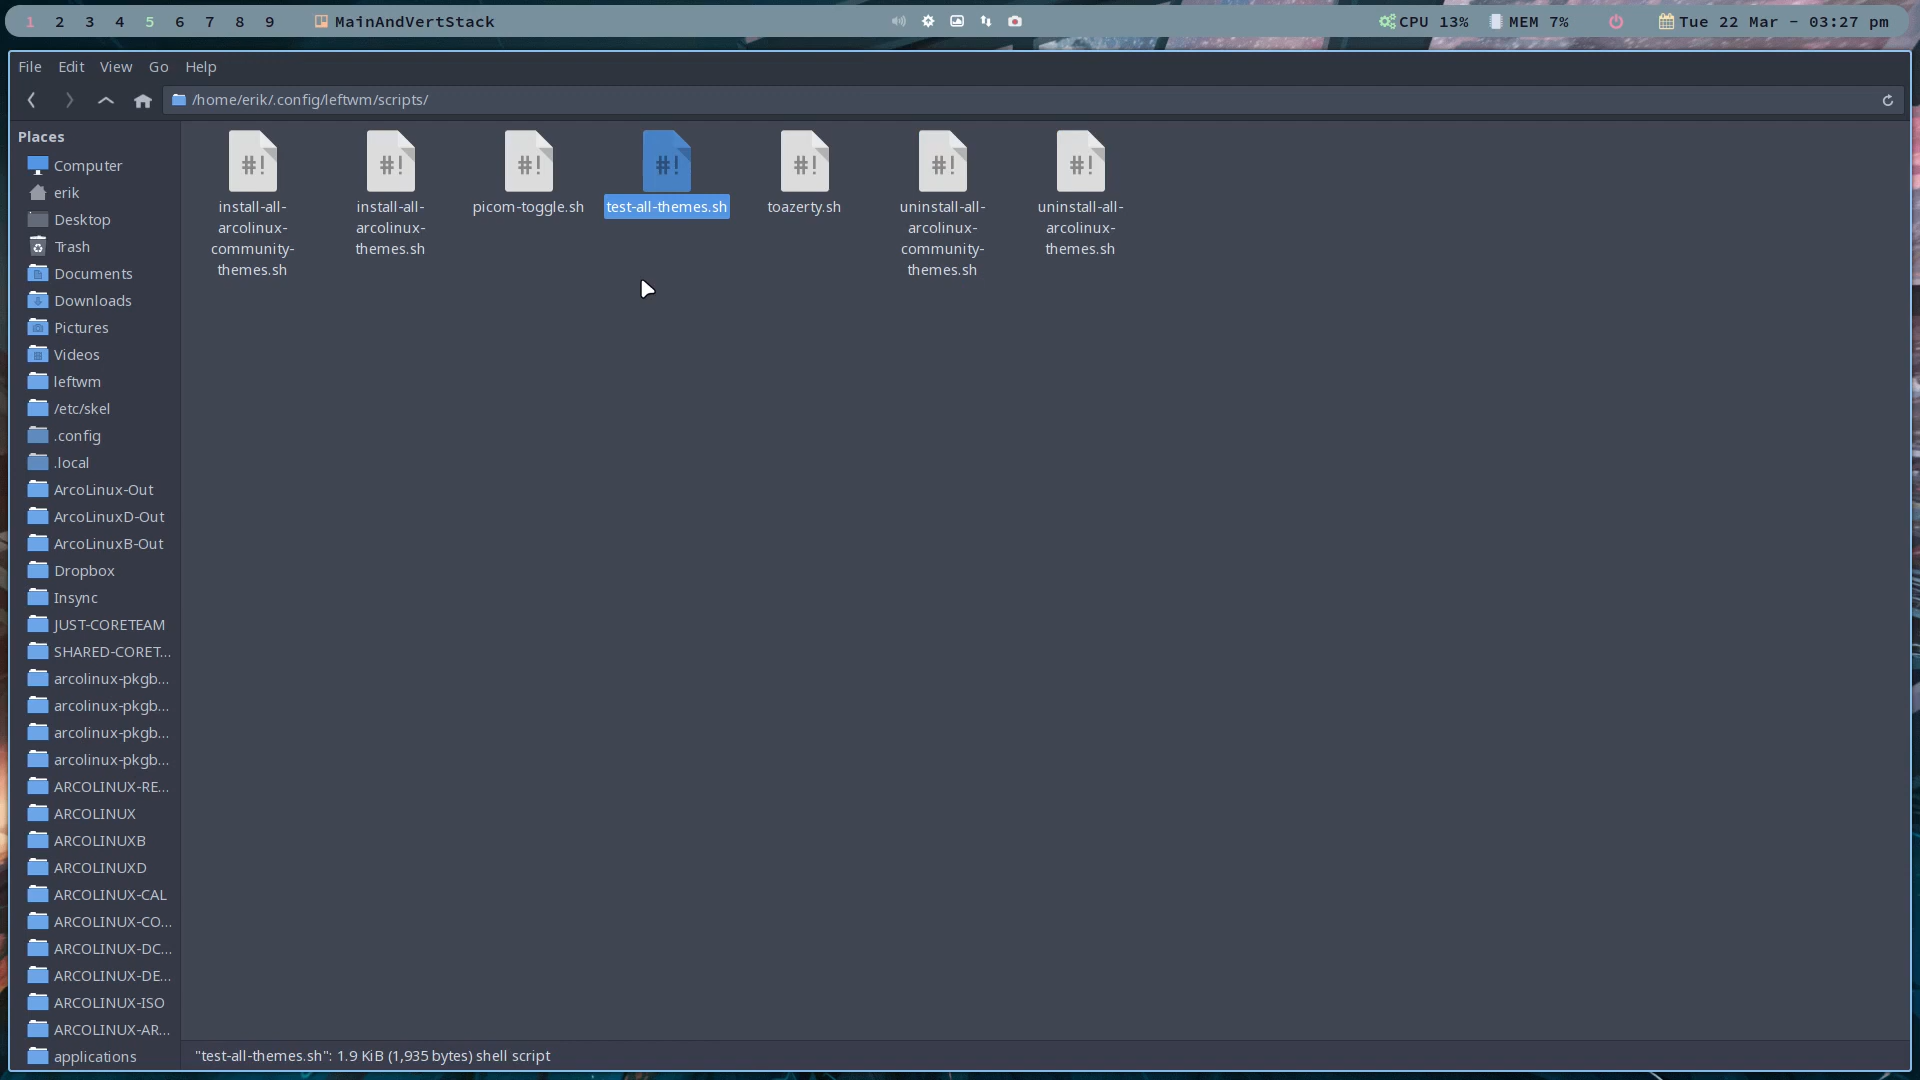 1 2 3 4 5 6 7 8 9 MainAndVertStack CPU 13% MEM 7% Tue 22 Mar - 03:27 pm
File Edit View Go Help
/home/erik/.config/leftwm/scripts/
Places
Computer
erik
Desktop
Trash
Documents
Downloads
Pictures
Videos
leftwm
/etc/skel
.config
.local
ArcoLinux-Out
ArcoLinuxD-Out
ArcoLinuxB-Out
Dropbox
Insync
JUST-CORETEAM
SHARED-CORET...
arcolinux-pkgb...
arcolinux-pkgb...
arcolinux-pkgb...
arcolinux-pkgb...
ARCOLINUX-RE...
ARCOLINUX
ARCOLINUXB
ARCOLINUXD
ARCOLINUX-CAL
ARCOLINUX-CO...
ARCOLINUX-DC...
ARCOLINUX-DE...
ARCOLINUX-ISO
ARCOLINUX-AR...
applications
#! #! #! #! #! #! #!
install-all-
arcolinux-
community-
themes.sh
install-all-
arcolinux-
themes.sh
picom-toggle.sh
test-all-themes.sh
toazerty.sh
uninstall-all-
arcolinux-
community-
themes.sh
uninstall-all-
arcolinux-
themes.sh
"test-all-themes.sh": 1.9 KiB (1,935 bytes) shell script